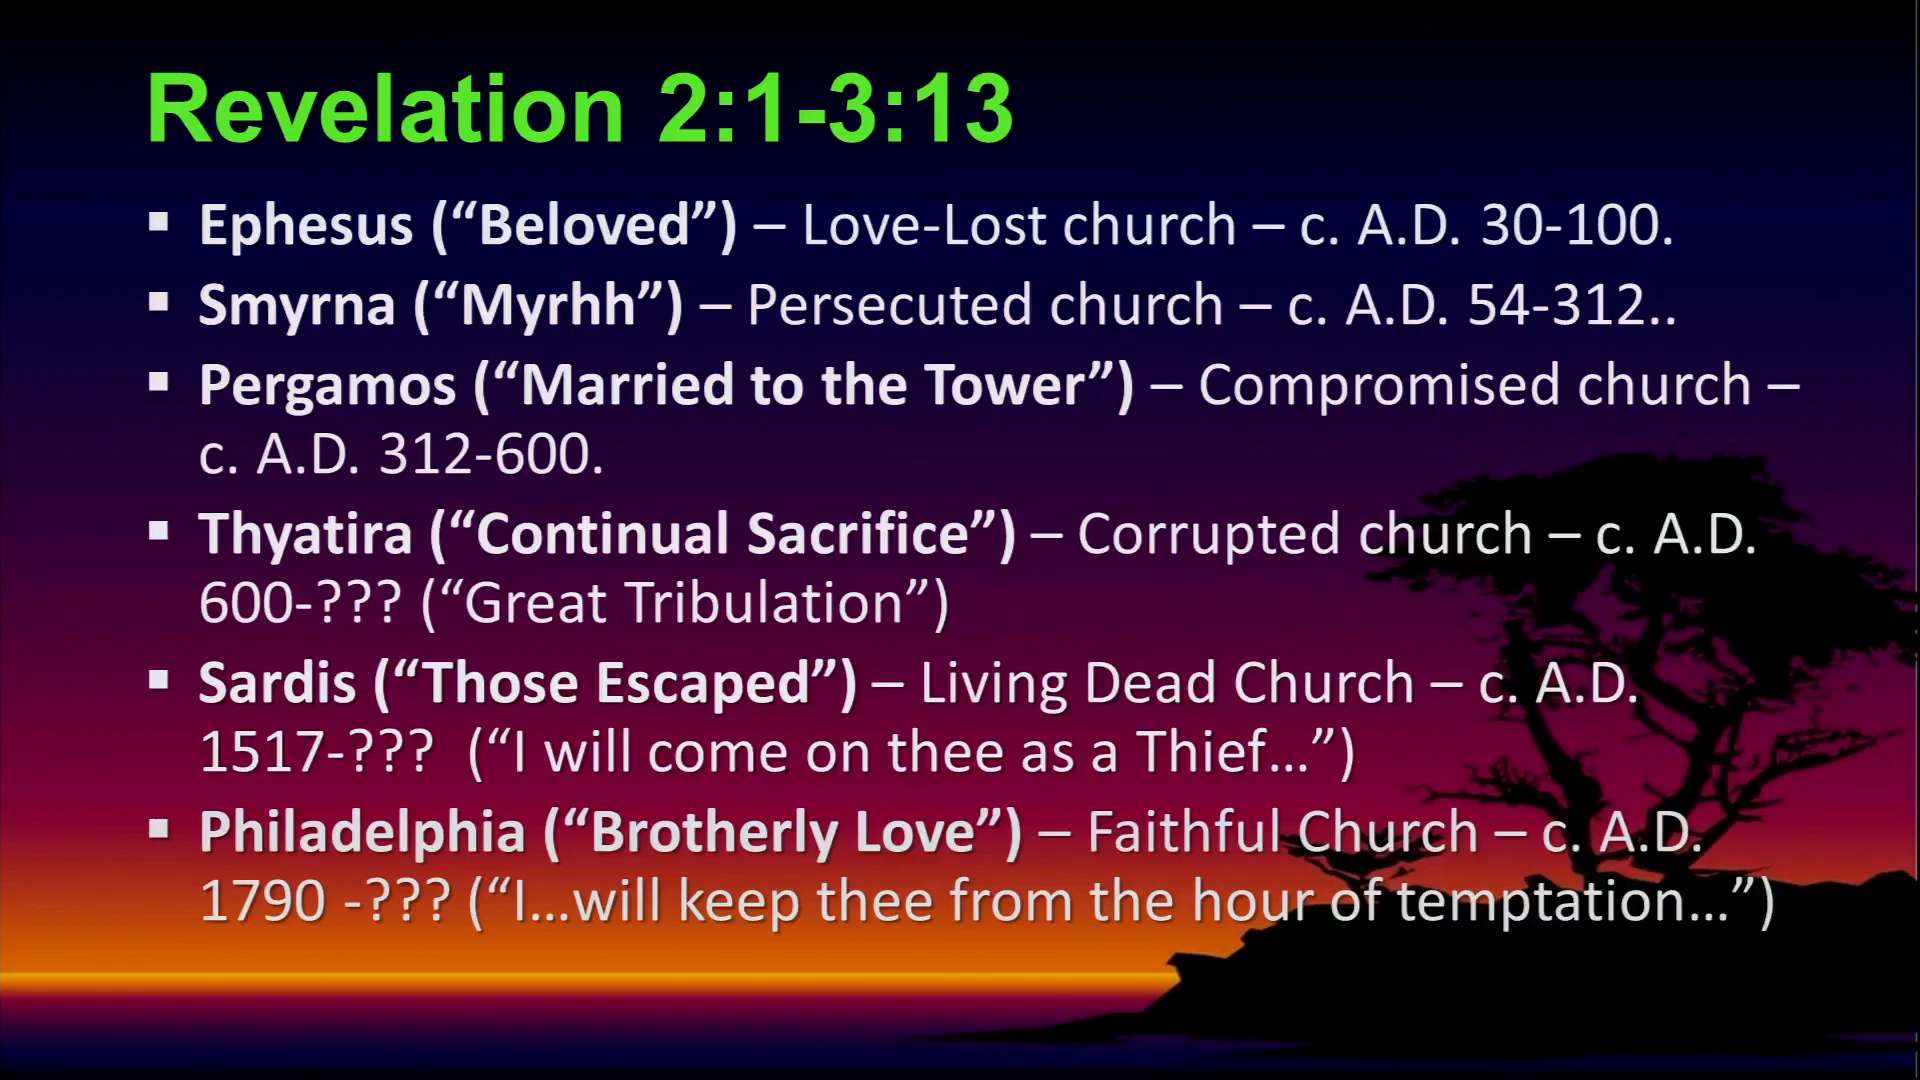 Revelation 2:1-3:13
▪ Ephesus (“Beloved”) – Love-Lost church – c. A.D. 30-100.
▪ Smyrna (“Myrhh”) – Persecuted church – c. A.D. 54-312..
▪ Pergamos (“Married to the Tower”) – Compromised church –
c. A.D. 312-600.
▪ Thyatira (“Continual Sacrifice”) – Corrupted church – c. A.D.
600-??? (“Great Tribulation”)
▪ Sardis (“Those Escaped”) – Living Dead Church – c. A.D.
1517-???  (“I will come on thee as a Thief…”)
▪ Philadelphia (“Brotherly Love”) – Faithful Church – c. A.D.
1790 -??? (“I…will keep thee from the hour of temptation…”)